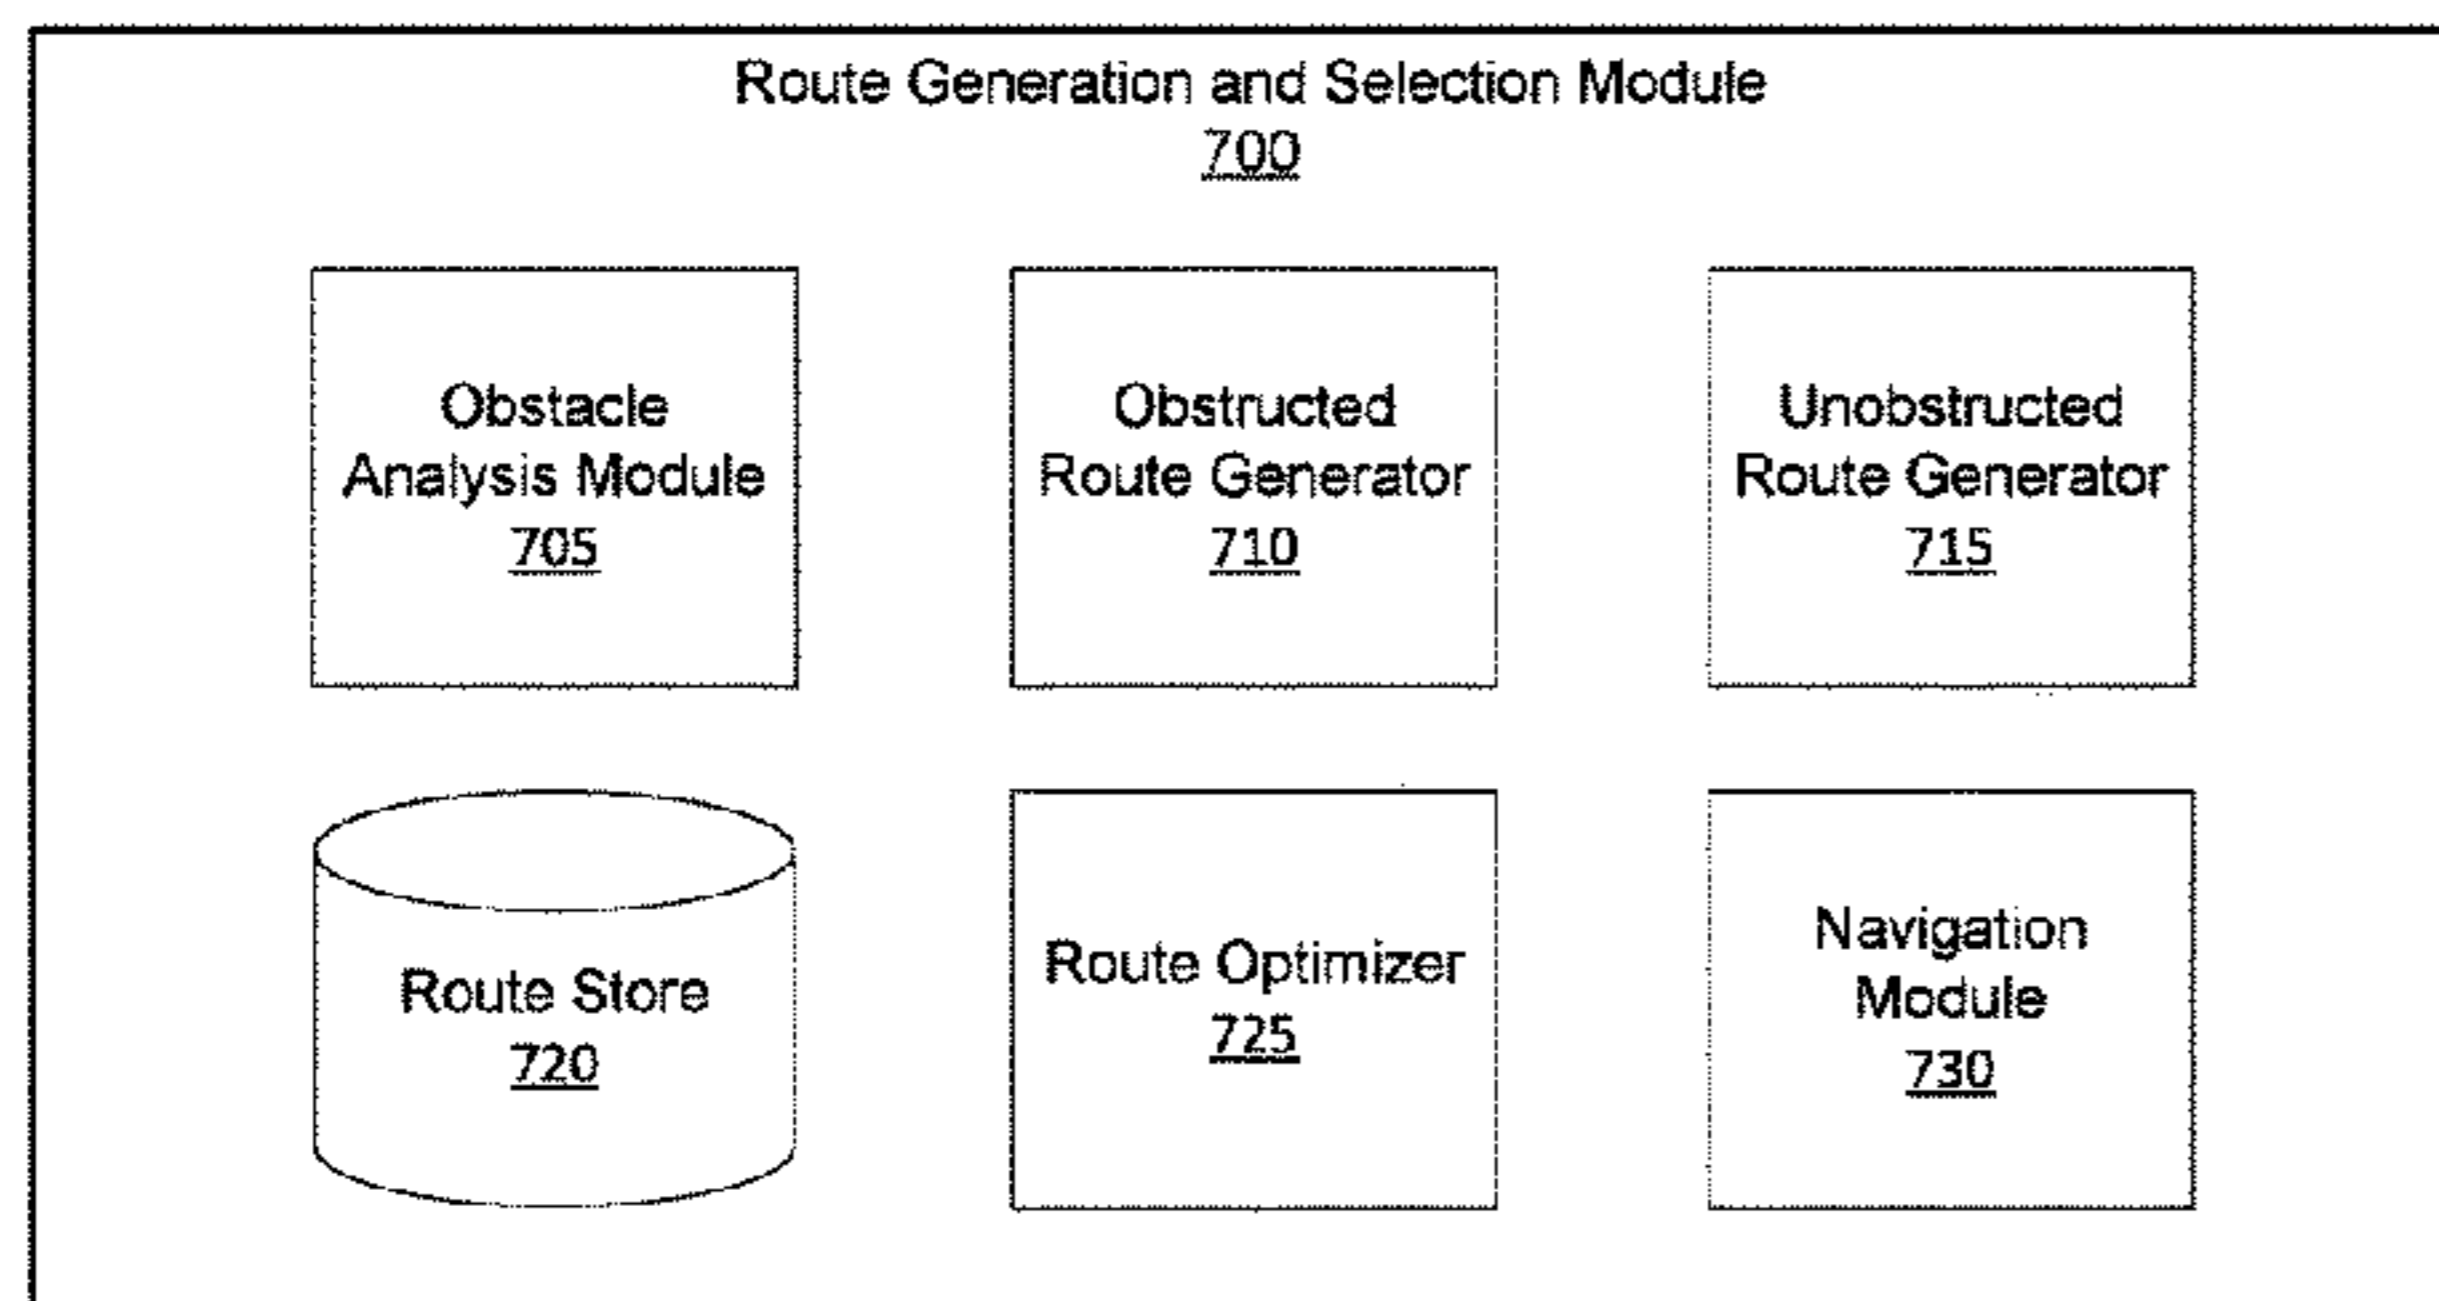 Route Generation and Selection Module
700
Obstacle
Analysis Module
705
Obstructed
Route Generator
710
Unobstructed
Route Generator
715
Route Store
720
Route Optimizer
725
Navigation
Module
730